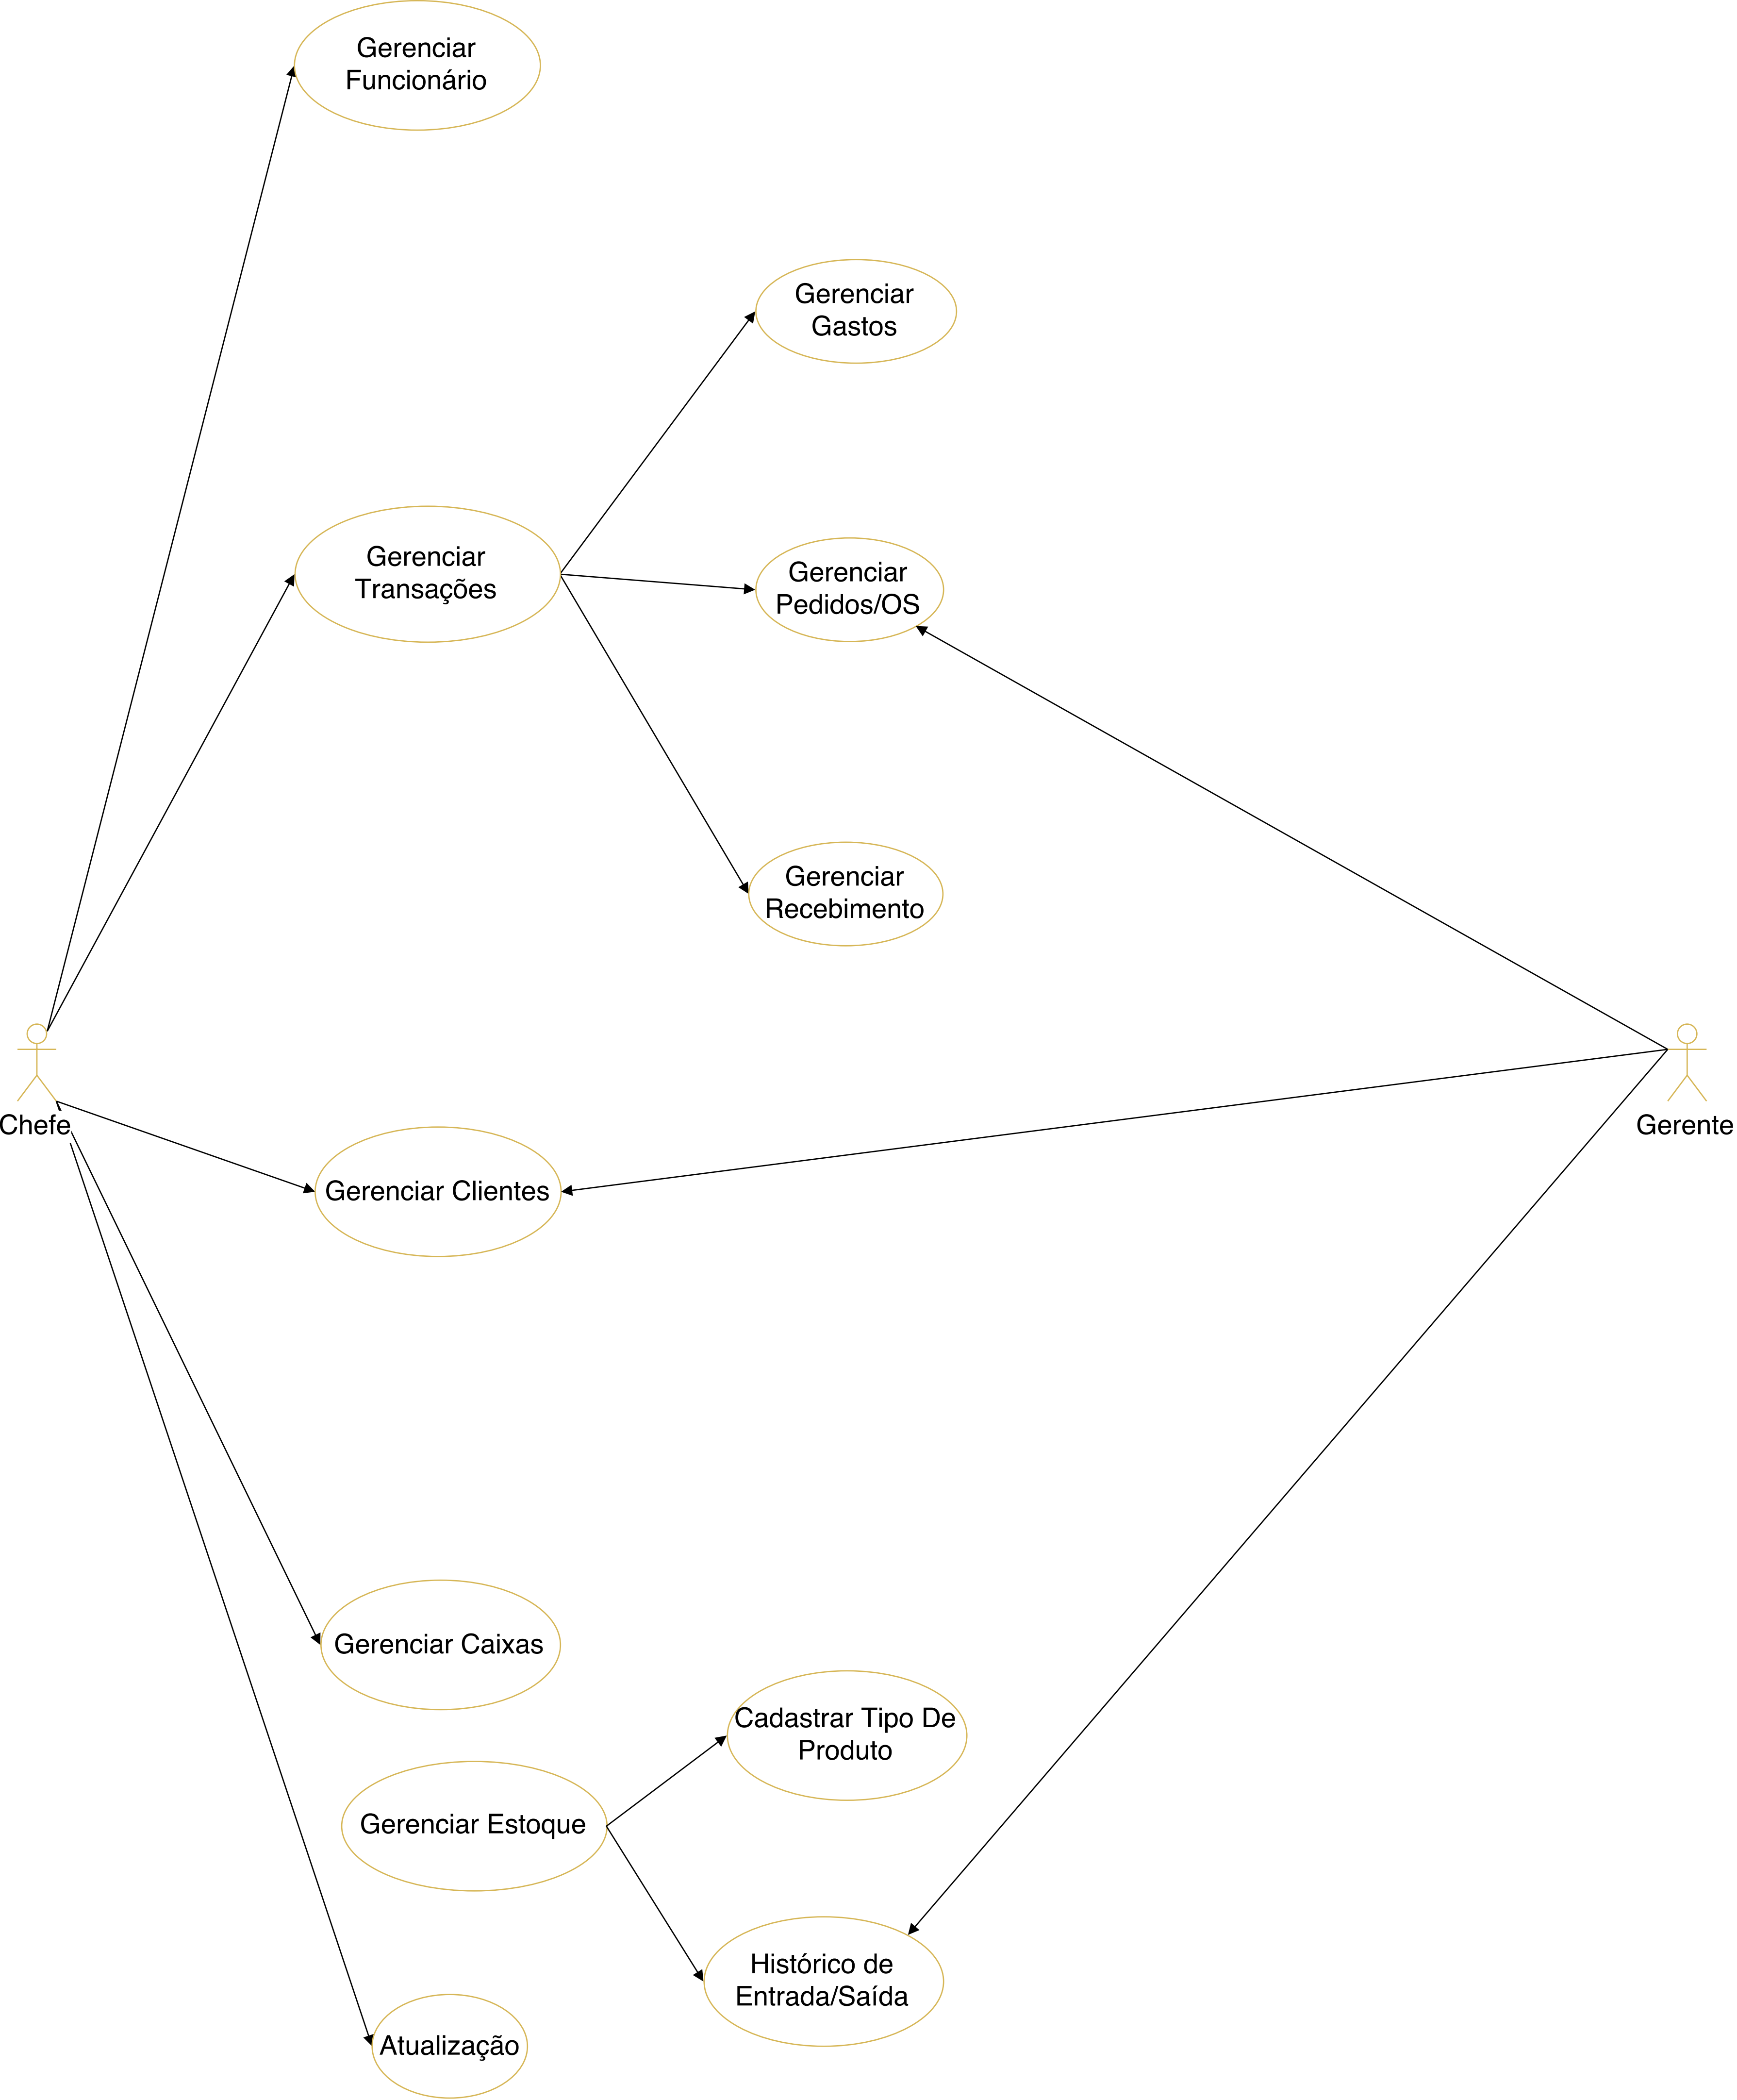 Gerenciar
Funcionário
Gerenciar
Gastos
Gerenciar
Transações
Gerenciar
Pedidos/OS
Gerenciar
Recebimento
Chefe
Gerente
Gerenciar Clientes
Gerenciar Caixas
Cadastrar Tipo De
Produto
Gerenciar Estoque
Histórico de
Entrada/Saída
Atualização